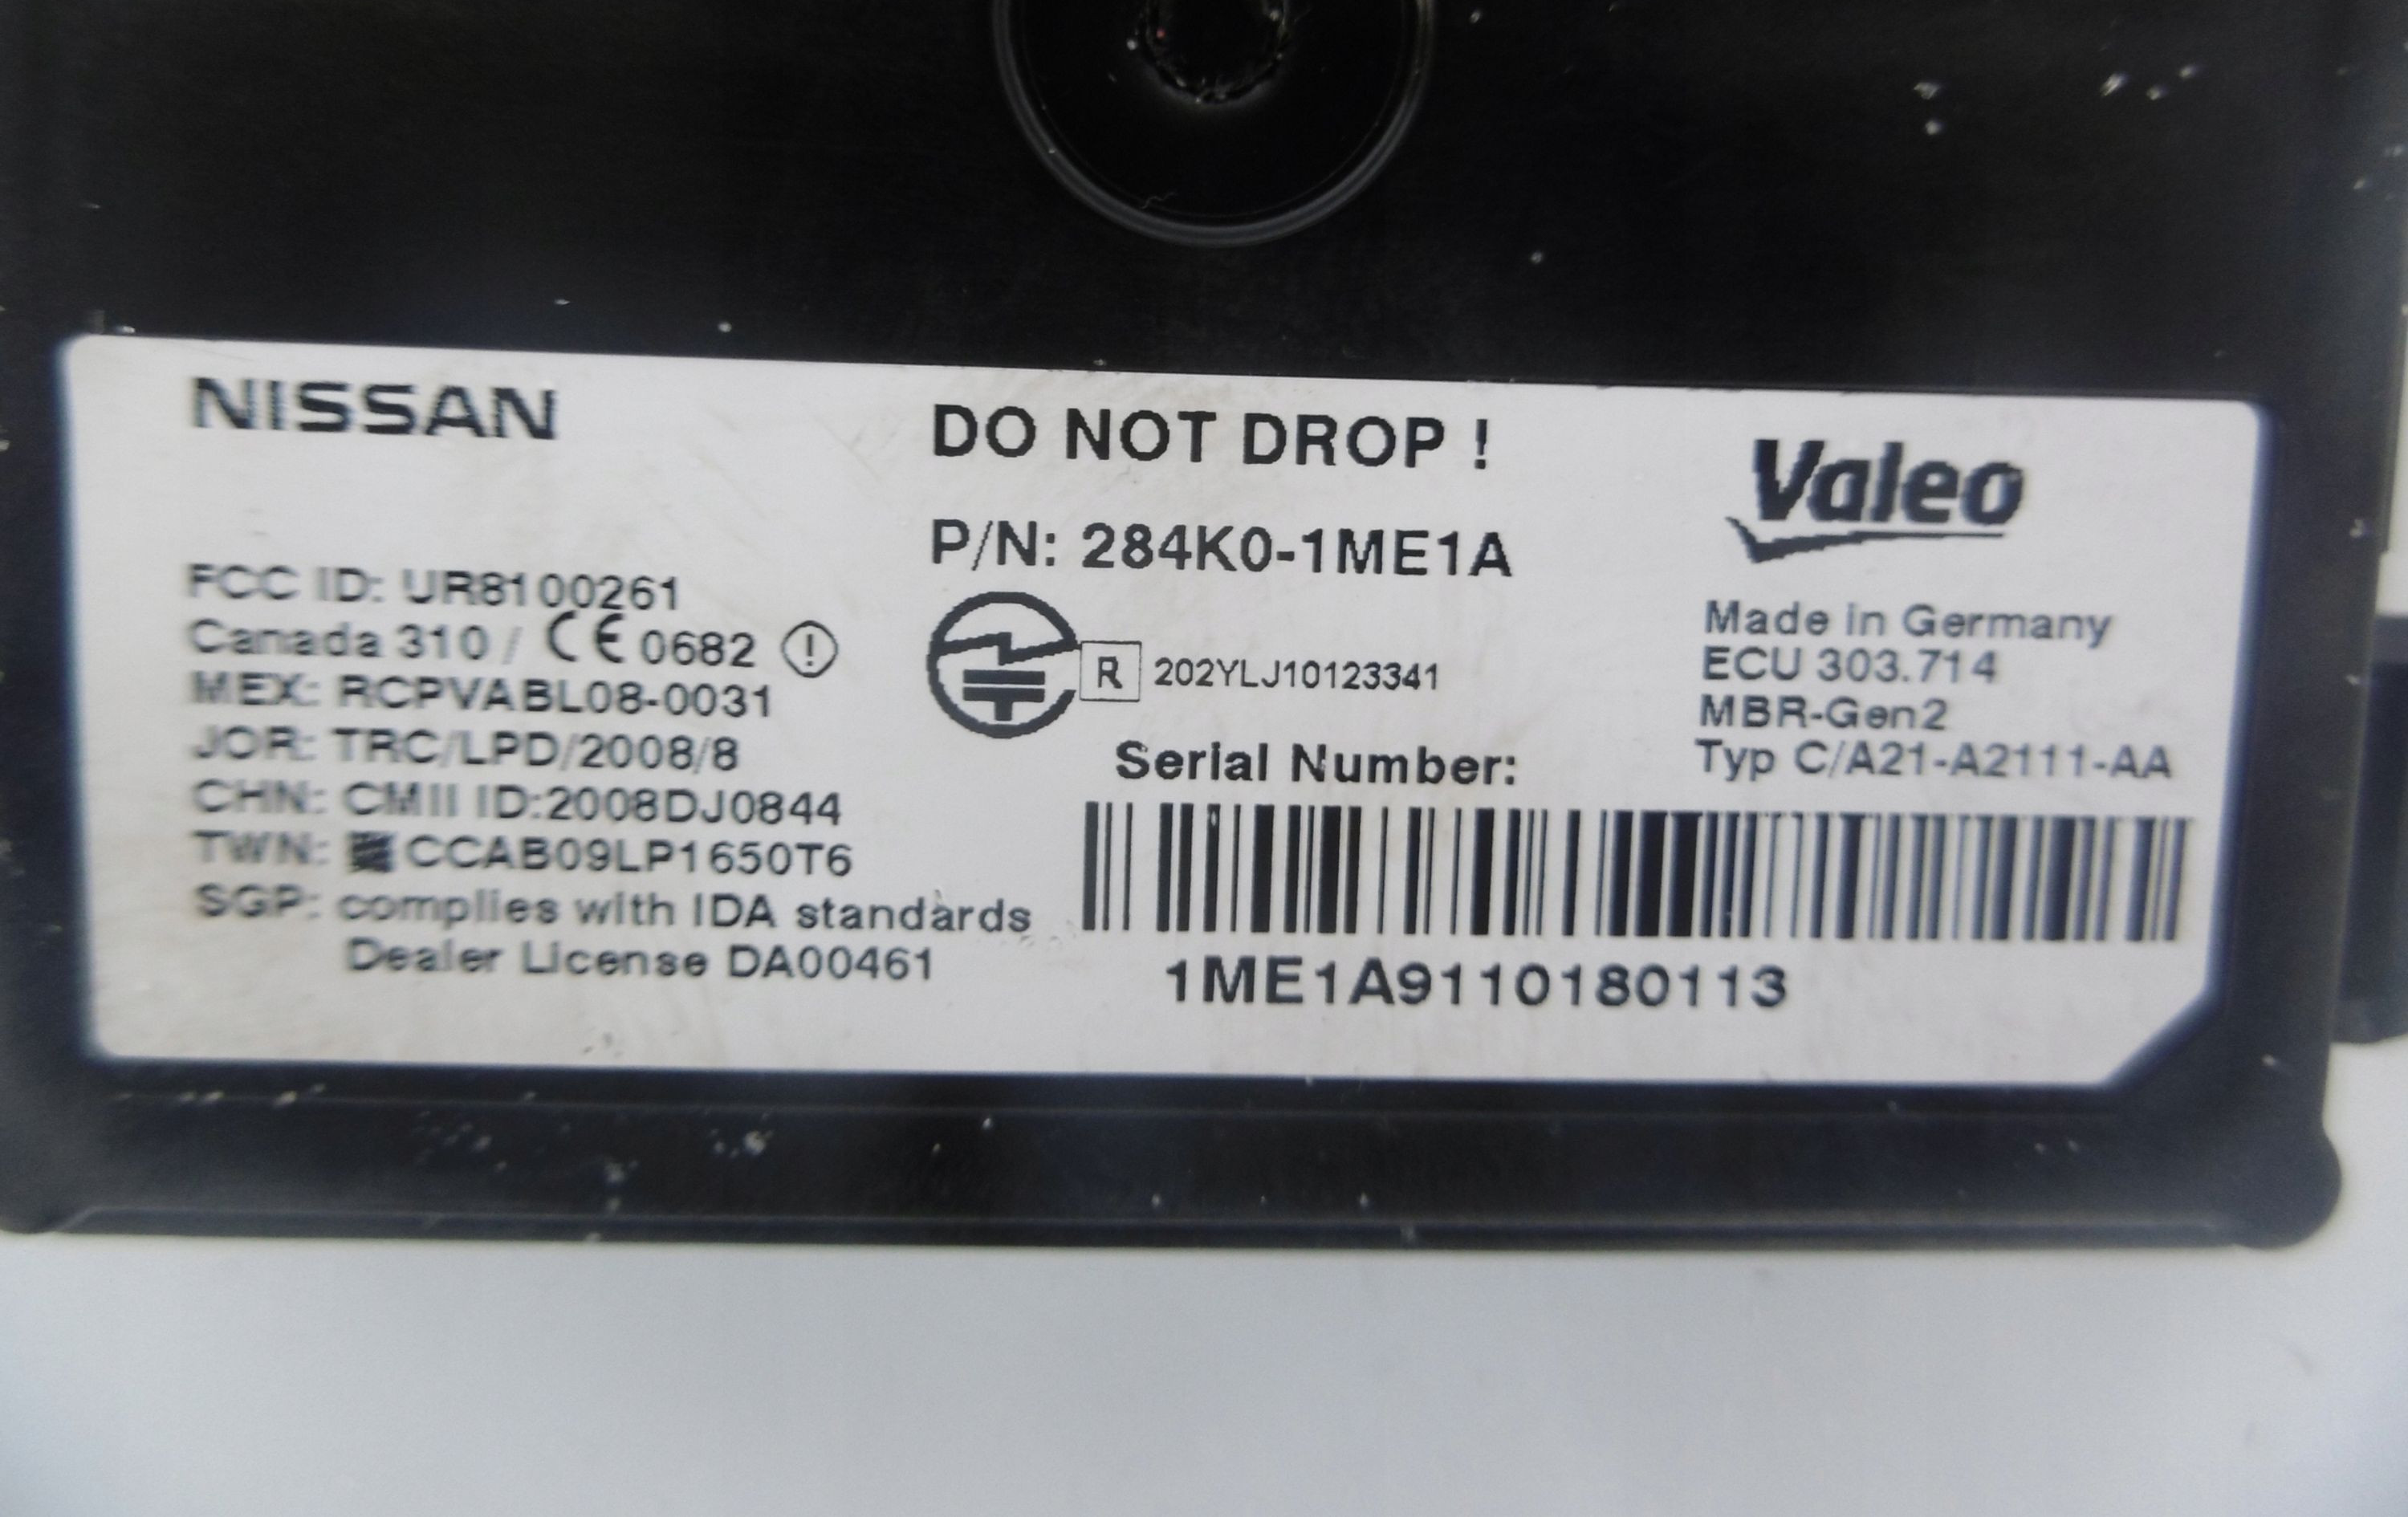 NISSAN
DO NOT DROP !
Valeo
P/N: 284K0-1ME1A
FCC ID: UR8100261
Canada 310 / CE 0682
MEX: RCPVABL08-0031
JOR: TRC/LPD/2008/8
CHN: CMII ID:2008DJ0844
TWN: CCAB09LP1650T6
SGP: complies with IDA standards
Dealer License DA00461
R 202YLJ10123341
Made in Germany
ECU 303.714
MBR-Gen2
Typ C/A21-A2111-AA
Serial Number:
1ME1A9110180113